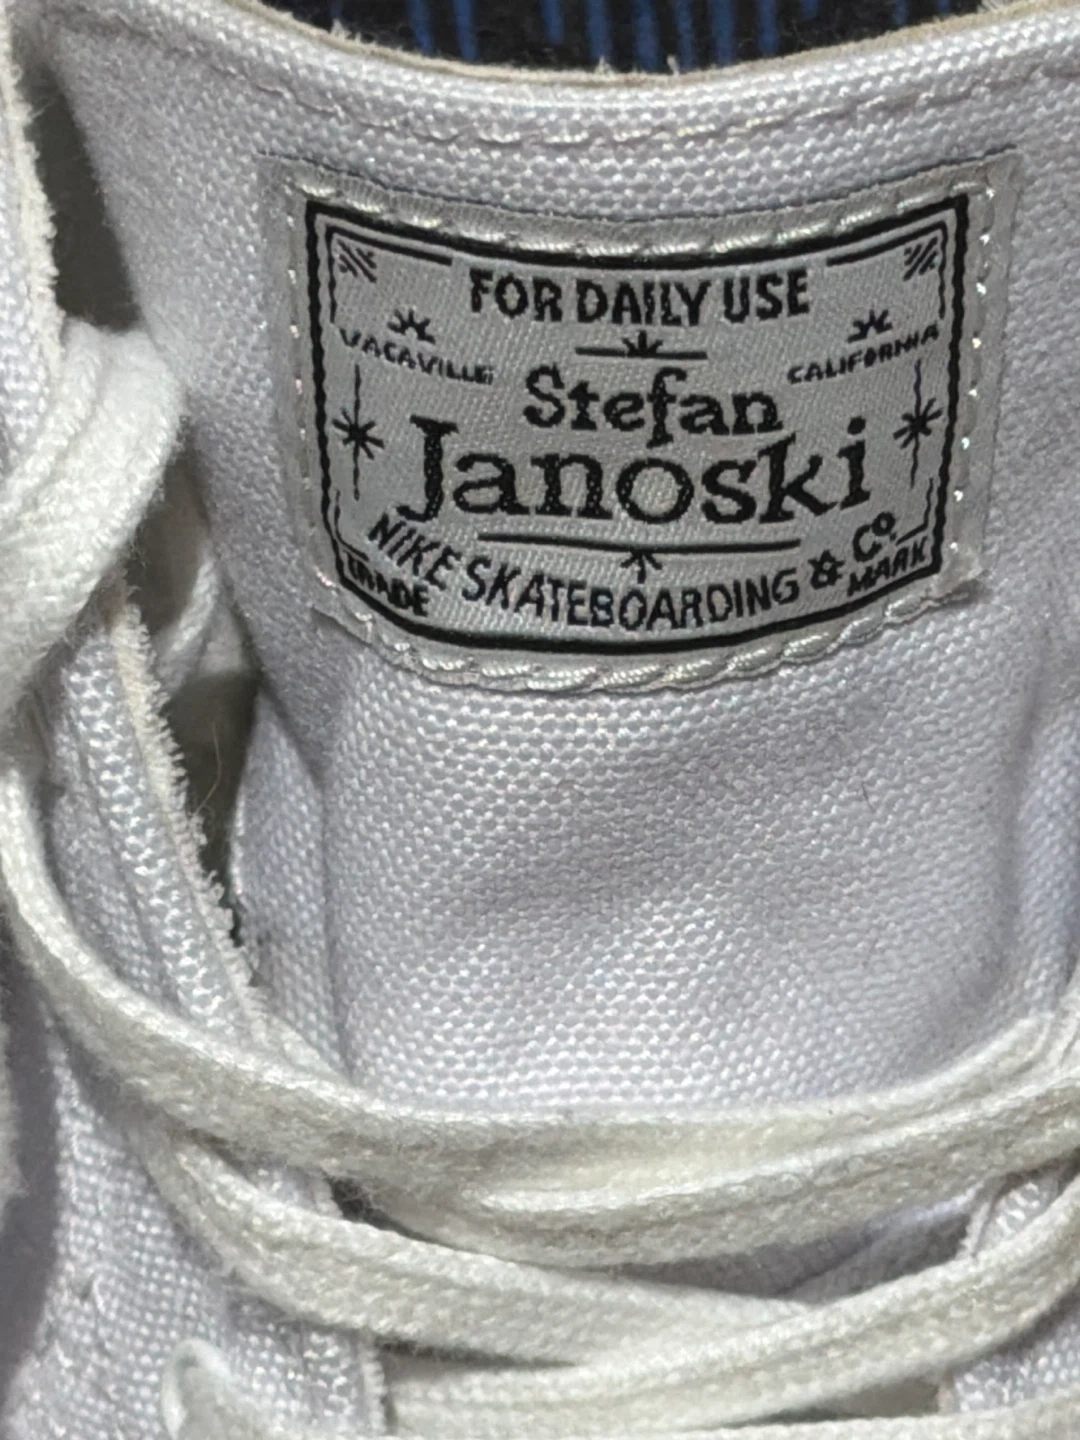 FOR DAILY USE
VACAVILLE
CALIFORNIA
Stefan
Janoski
NIKE SKATEBOARDING & Co
TRADE
MARK